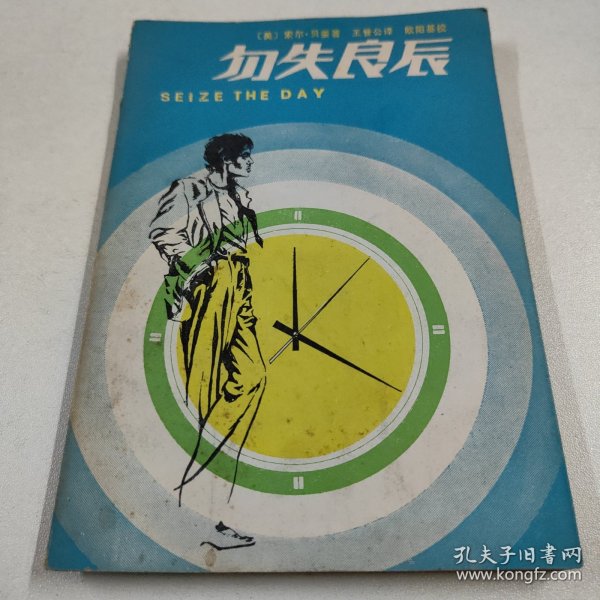 〔美〕索尔·贝娄著 王誉公译 欧阳基校
勿失良辰
SEIZE THE DAY
孔夫子旧书网
www.kongfz.com